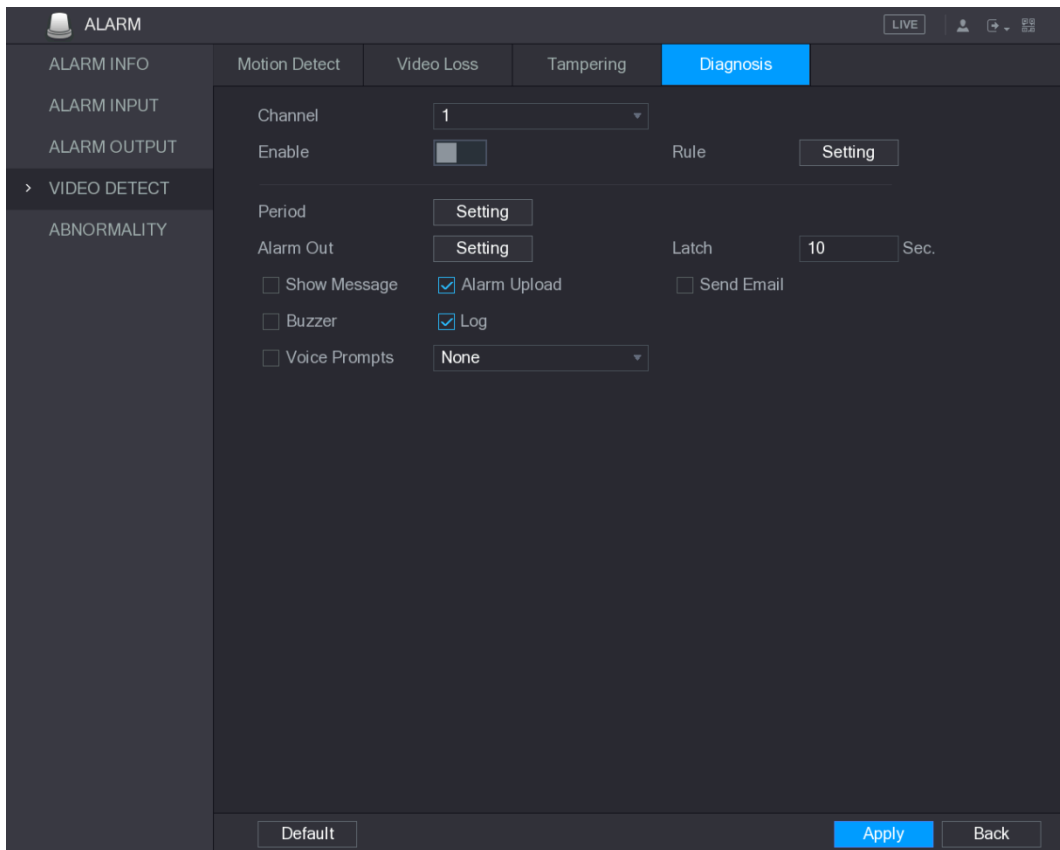 ALARM LIVE
ALARM INFO
ALARM INPUT
ALARM OUTPUT
> VIDEO DETECT
ABNORMALITY
Motion Detect Video Loss Tampering Diagnosis
Channel 1
Enable Rule Setting
Period Setting
Alarm Out Setting Latch 10 Sec.
Show Message Alarm Upload Send Email
Buzzer Log
Voice Prompts None
Default Apply Back